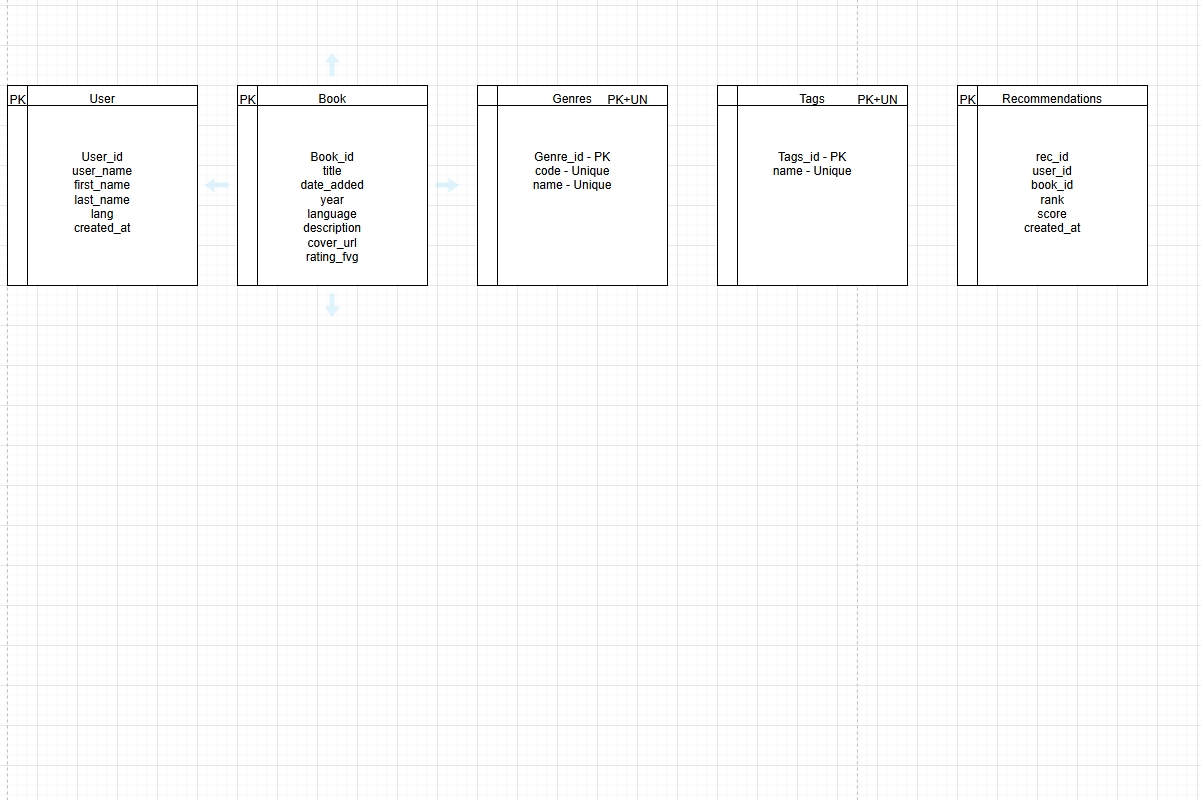 PK User
User_id
user_name
first_name
last_name
lang
created_at
PK Book
Book_id
title
date_added
year
language
description
cover_url
rating_fvg
Genres PK+UN
Genre_id - PK
code - Unique
name - Unique
Tags PK+UN
Tags_id - PK
name - Unique
PK Recommendations
rec_id
user_id
book_id
rank
score
created_at